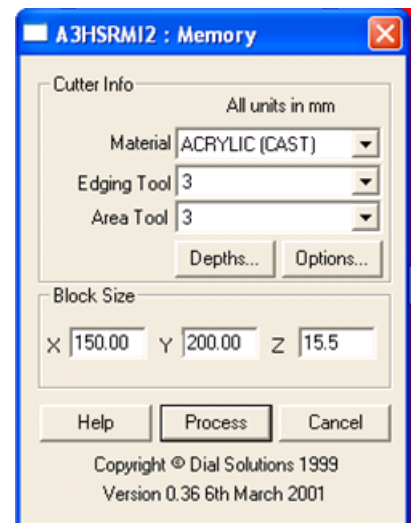 A3HSRMI2 : Memory
Cutter Info
All units in mm
Material ACRYLIC (CAST)
Edging Tool 3
Area Tool 3
Depths... Options...
Block Size
X 150.00 Y 200.00 Z 15.5
Help Process Cancel
Copyright © Dial Solutions 1999
Version 0.36 6th March 2001